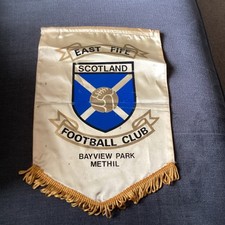 EAST FIFE
SCOTLAND
FOOTBALL CLUB
BAYVIEW PARK
METHIL